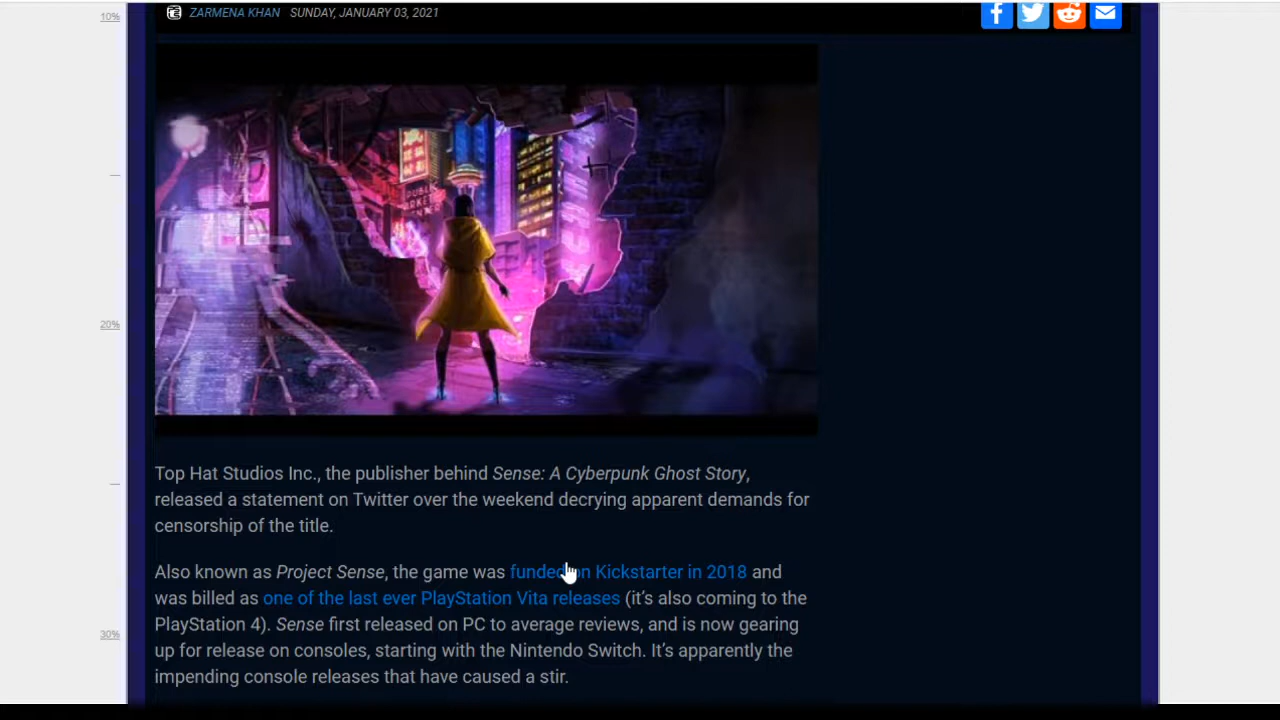 10%
ZARMENA KHAN SUNDAY, JANUARY 03, 2021
PUBLIC
MARKET
CENTER
20%
Top Hat Studios Inc., the publisher behind Sense: A Cyberpunk Ghost Story,
released a statement on Twitter over the weekend decrying apparent demands for
censorship of the title.
Also known as Project Sense, the game was funded on Kickstarter in 2018 and
was billed as one of the last ever PlayStation Vita releases (it’s also coming to the
30%
PlayStation 4). Sense first released on PC to average reviews, and is now gearing
up for release on consoles, starting with the Nintendo Switch. It’s apparently the
impending console releases that have caused a stir.